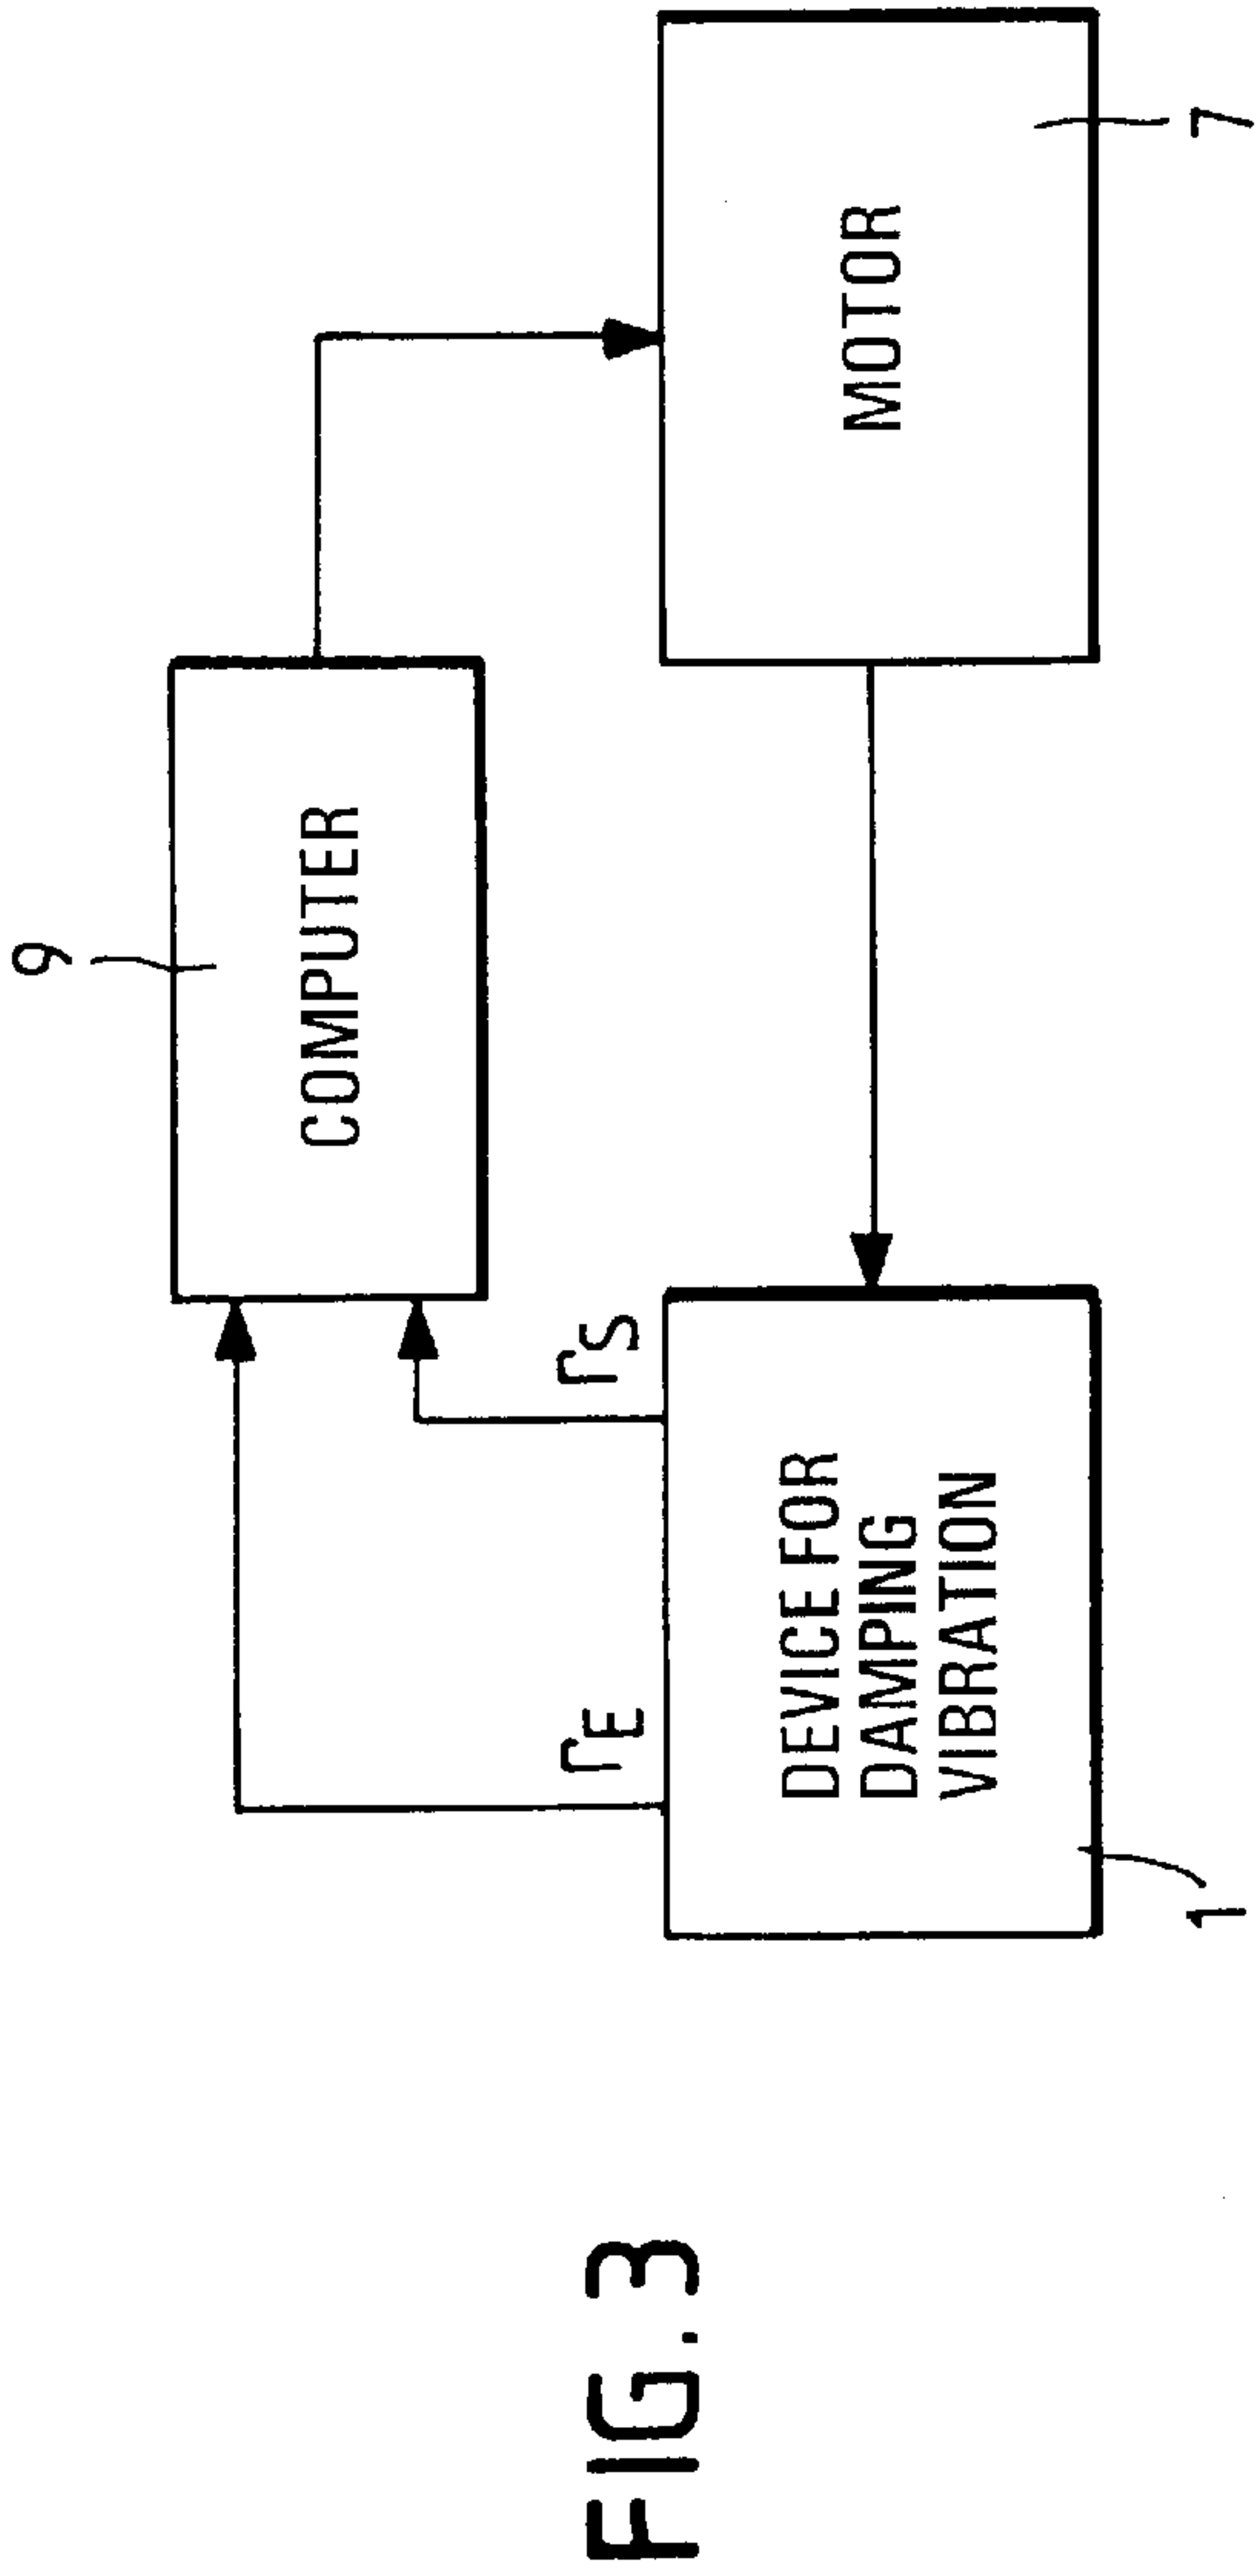 9
COMPUTER
ΓE
ΓS
FIG. 3
DEVICE FOR
DAMPING
VIBRATION
MOTOR
1
7